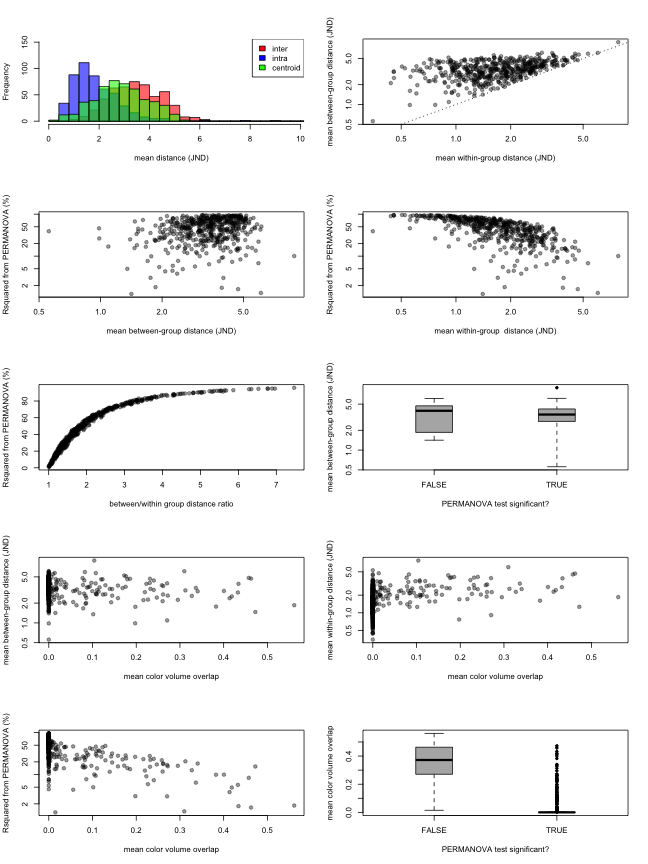 Frequency
0 50 100 150
inter
intra
centroid
0 2 4 6 8 10
mean distance (JND)
mean between-group distance (JND)
0.5 1.0 2.0 5.0
0.5 1.0 2.0 5.0
mean within-group distance (JND)
Rsquared from PERMANOVA (%)
2 5 20 50
0.5 1.0 2.0 5.0
mean between-group distance (JND)
Rsquared from PERMANOVA (%)
2 5 20 50
0.5 1.0 2.0 5.0
mean within-group distance (JND)
Rsquared from PERMANOVA (%)
0 20 40 60 80
1 2 3 4 5 6 7
between/within group distance ratio
mean between-group distance (JND)
0.5 1.0 2.0 5.0
FALSE TRUE
PERMANOVA test significant?
mean between-group distance (JND)
0.5 1.0 2.0 5.0
0.0 0.1 0.2 0.3 0.4 0.5
mean color volume overlap
mean within-group distance (JND)
0.5 1.0 2.0 5.0
0.0 0.1 0.2 0.3 0.4 0.5
mean color volume overlap
Rsquared from PERMANOVA (%)
2 5 20 50
0.0 0.1 0.2 0.3 0.4 0.5
mean color volume overlap
mean color volume overlap
0.0 0.2 0.4
FALSE TRUE
PERMANOVA test significant?